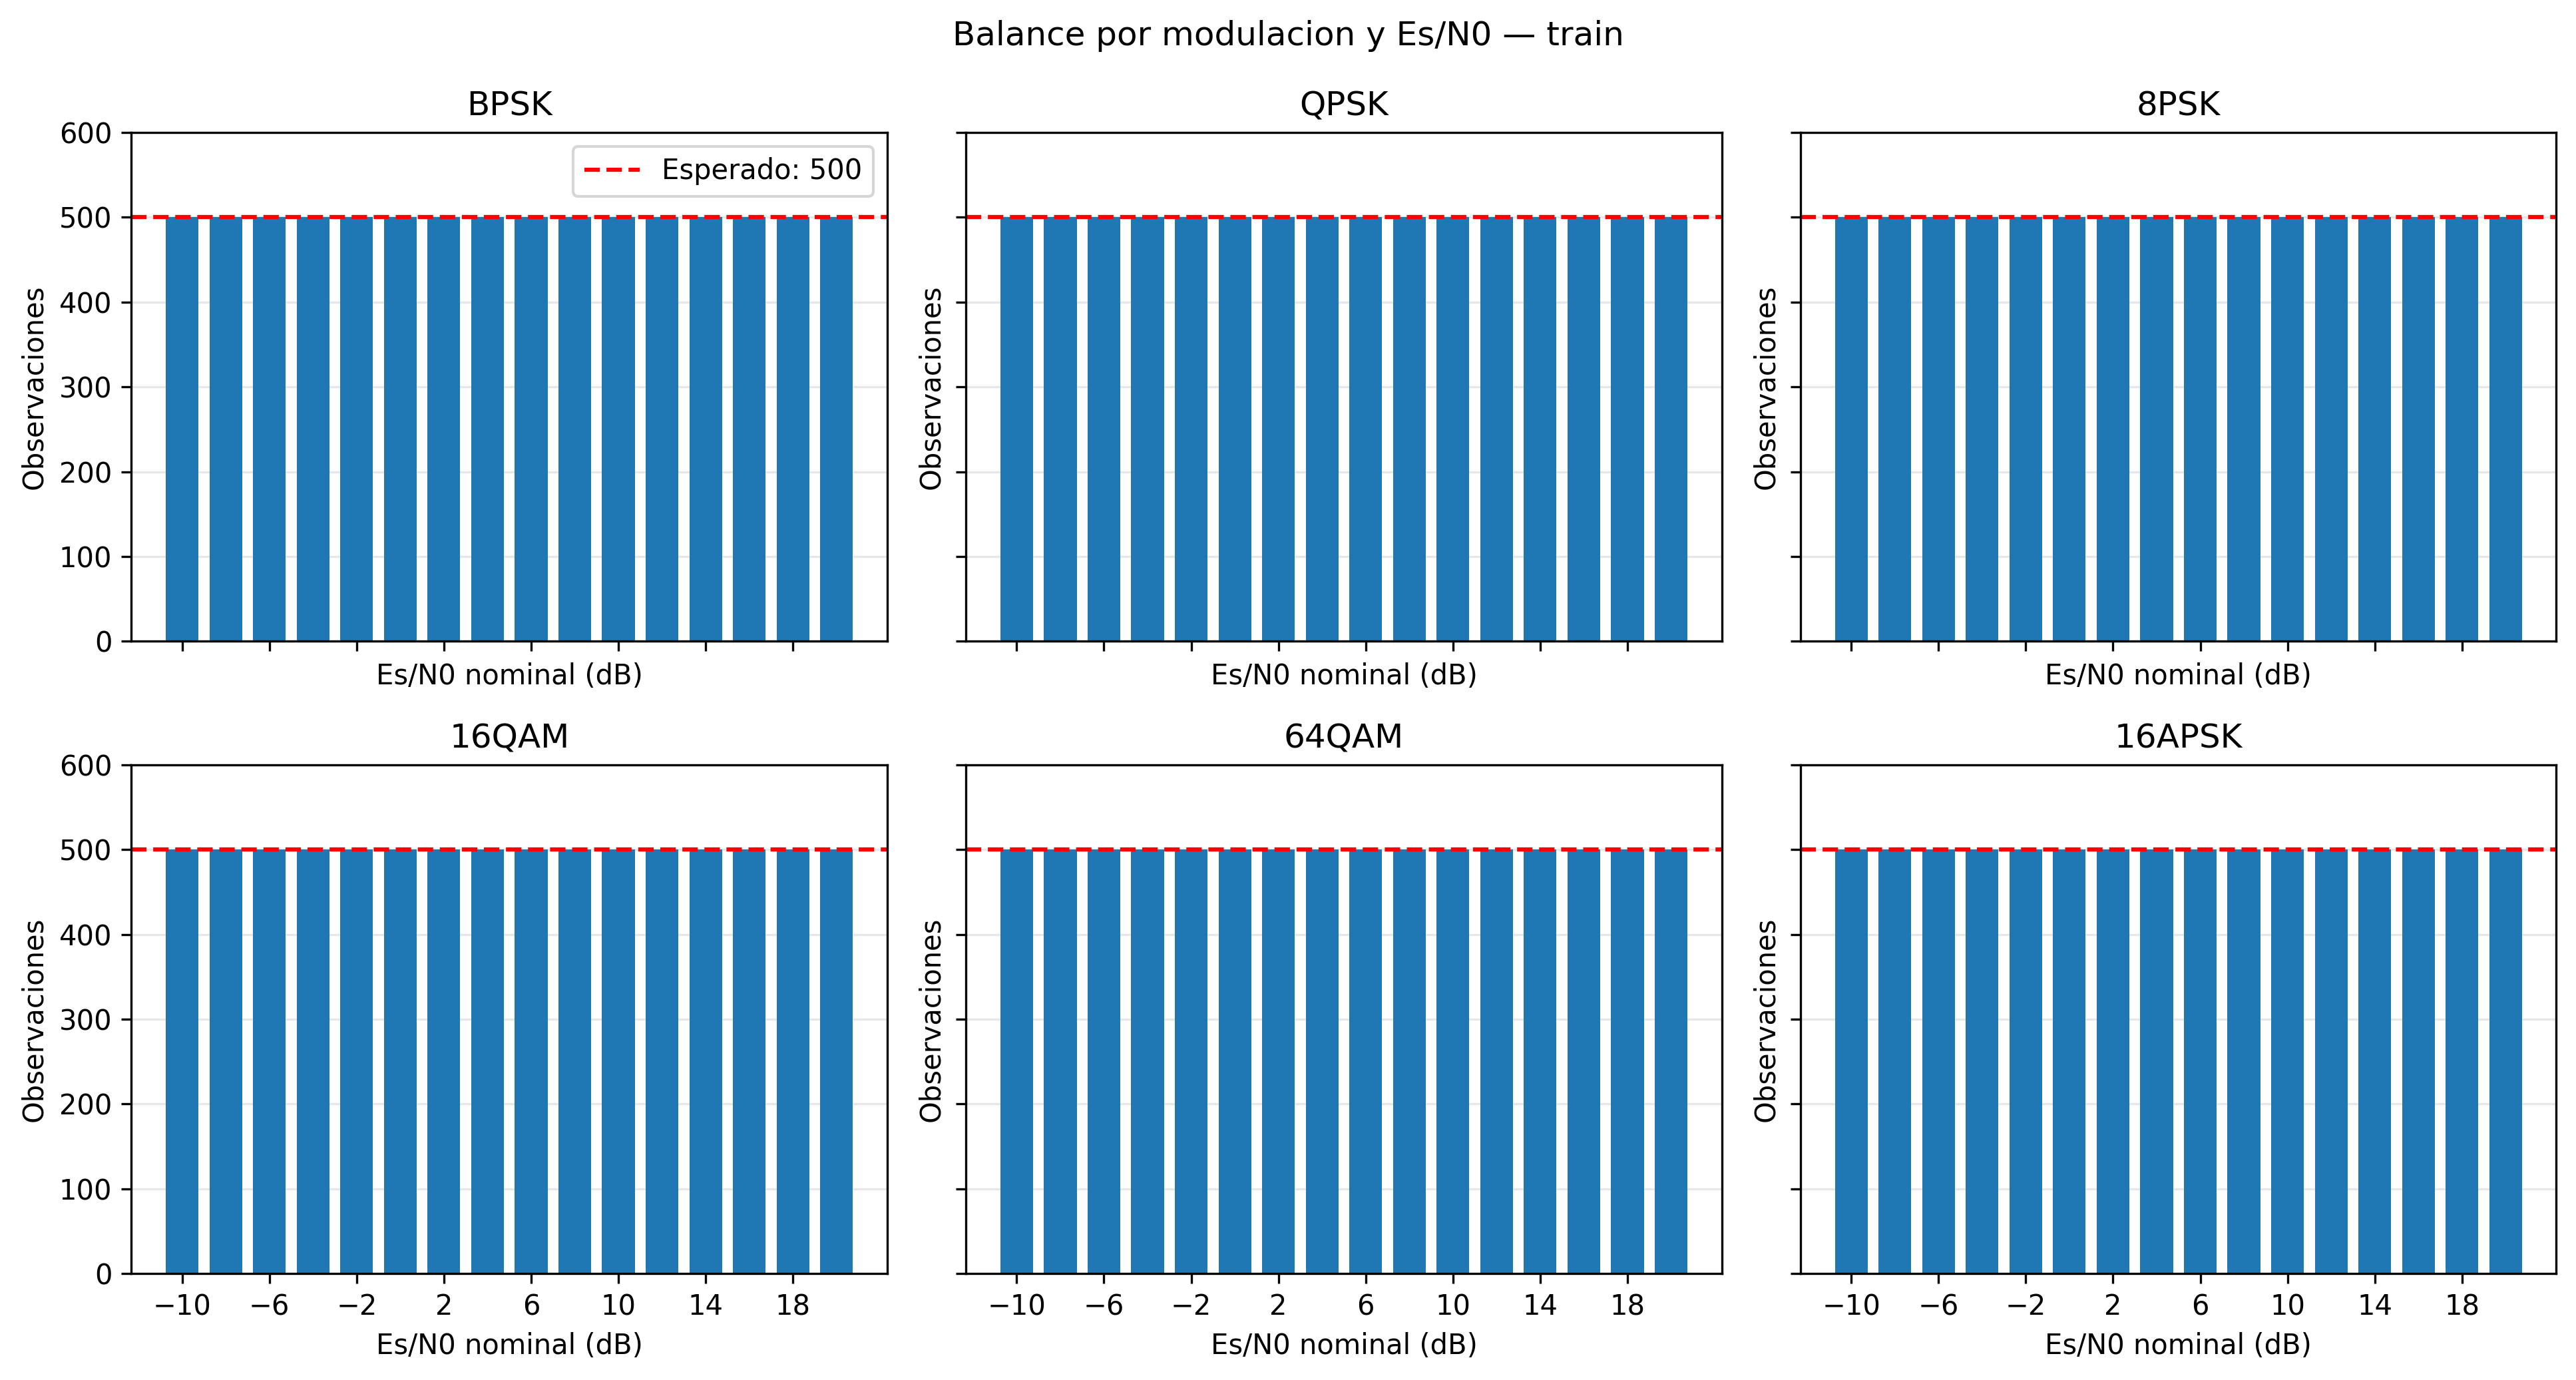 Balance por modulacion y Es/N0 — train
BPSK
QPSK
8PSK
600
500
400
300
200
100
0
Observaciones
Esperado: 500
Es/N0 nominal (dB)
Observaciones
Es/N0 nominal (dB)
Observaciones
Es/N0 nominal (dB)
16QAM
64QAM
16APSK
600
500
400
300
200
100
0
Observaciones
−10 −6 −2 2 6 10 14 18
Es/N0 nominal (dB)
Observaciones
−10 −6 −2 2 6 10 14 18
Es/N0 nominal (dB)
Observaciones
−10 −6 −2 2 6 10 14 18
Es/N0 nominal (dB)